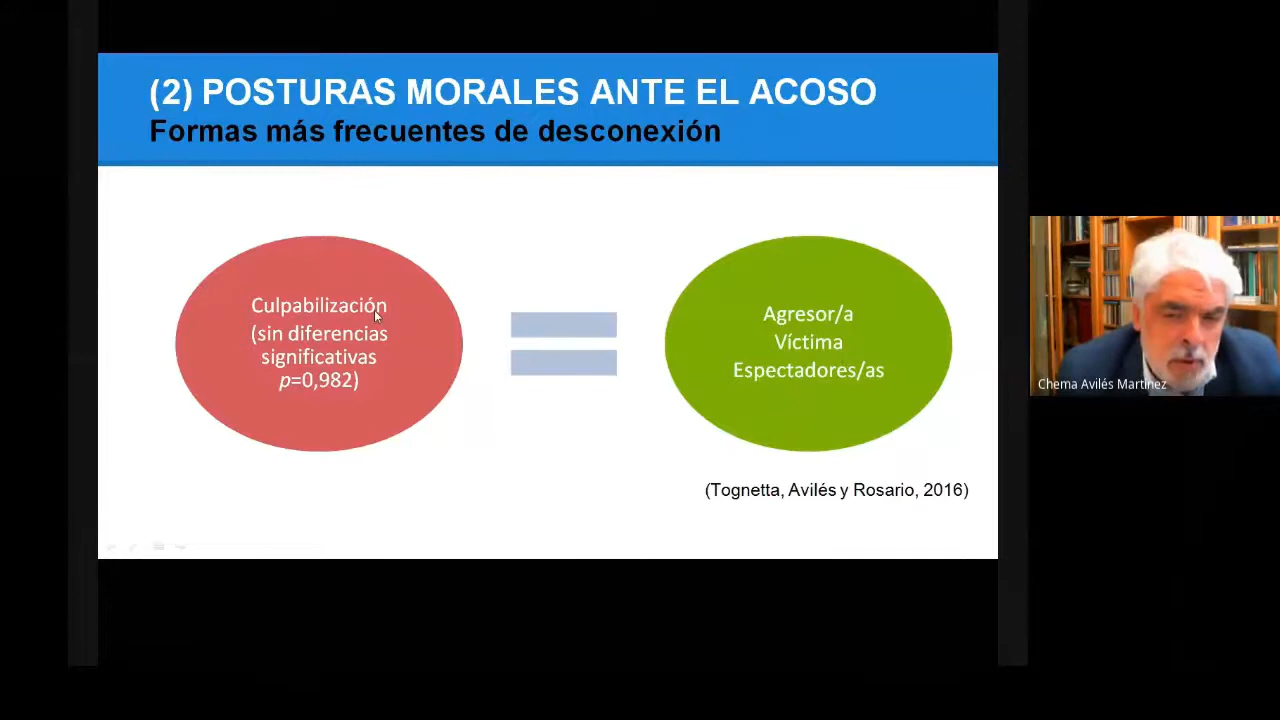 (2) POSTURAS MORALES ANTE EL ACOSO
Formas más frecuentes de desconexión
Culpabilización
(sin diferencias
significativas
p=0,982)
Agresor/a
Víctima
Espectadores/as
(Tognetta, Avilés y Rosario, 2016)
Chema Avilés Martínez